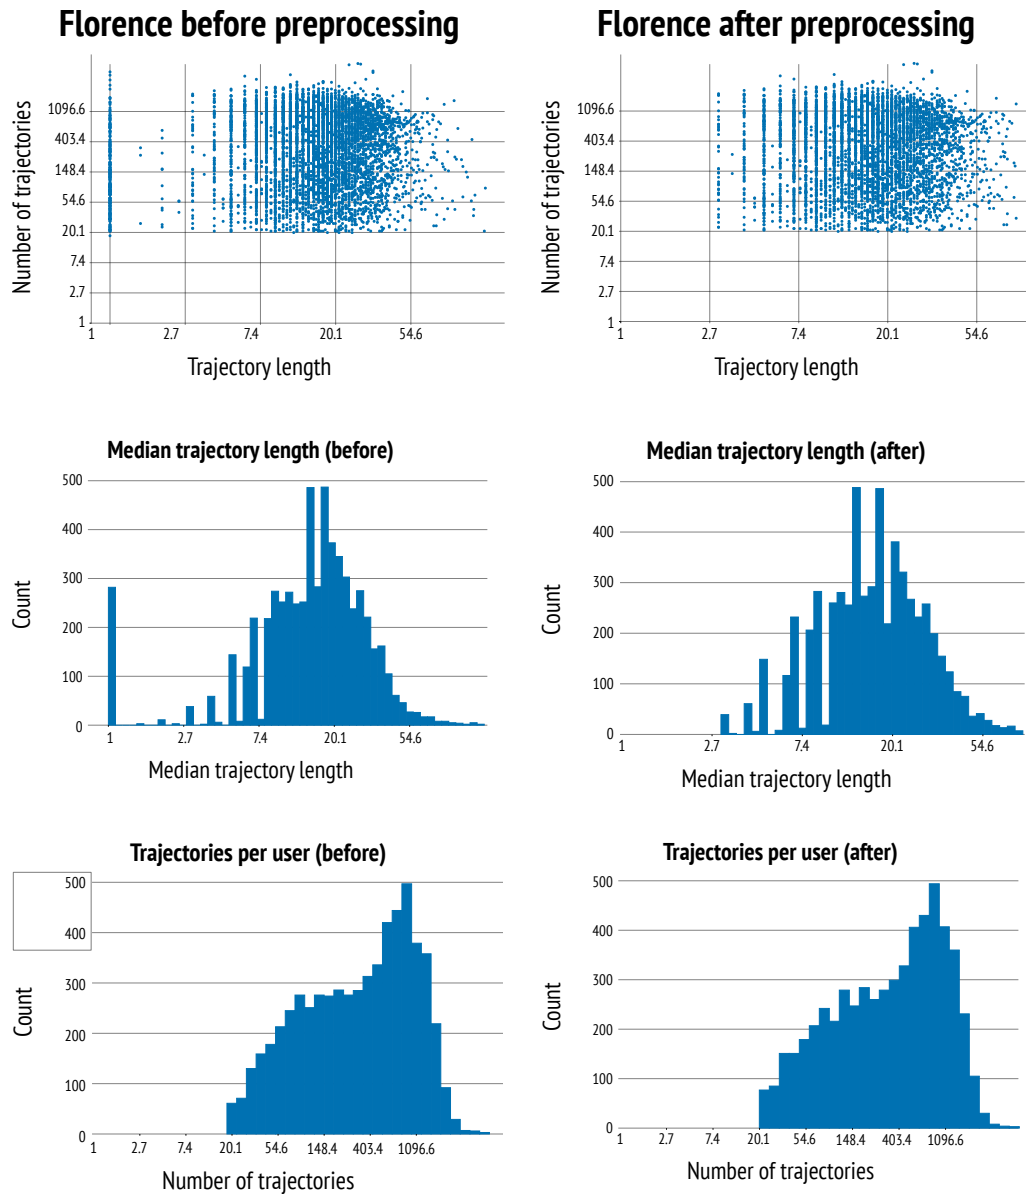 Florence before preprocessing
Number of trajectories
1096.6
403.4
148.4
54.6
20.1
7.4
2.7
1
1 2.7 7.4 20.1 54.6
Trajectory length
Florence after preprocessing
Number of trajectories
1096.6
403.4
148.4
54.6
20.1
7.4
2.7
1
1 2.7 7.4 20.1 54.6
Trajectory length
Median trajectory length (before)
Count
500
400
300
200
100
0
1 2.7 7.4 20.1 54.6
Median trajectory length
Median trajectory length (after)
Count
500
400
300
200
100
0
1 2.7 7.4 20.1 54.6
Median trajectory length
Trajectories per user (before)
Count
500
400
300
200
100
0
1 2.7 7.4 20.1 54.6 148.4 403.4 1096.6
Number of trajectories
Trajectories per user (after)
Count
500
400
300
200
100
0
1 2.7 7.4 20.1 54.6 148.4 403.4 1096.6
Number of trajectories